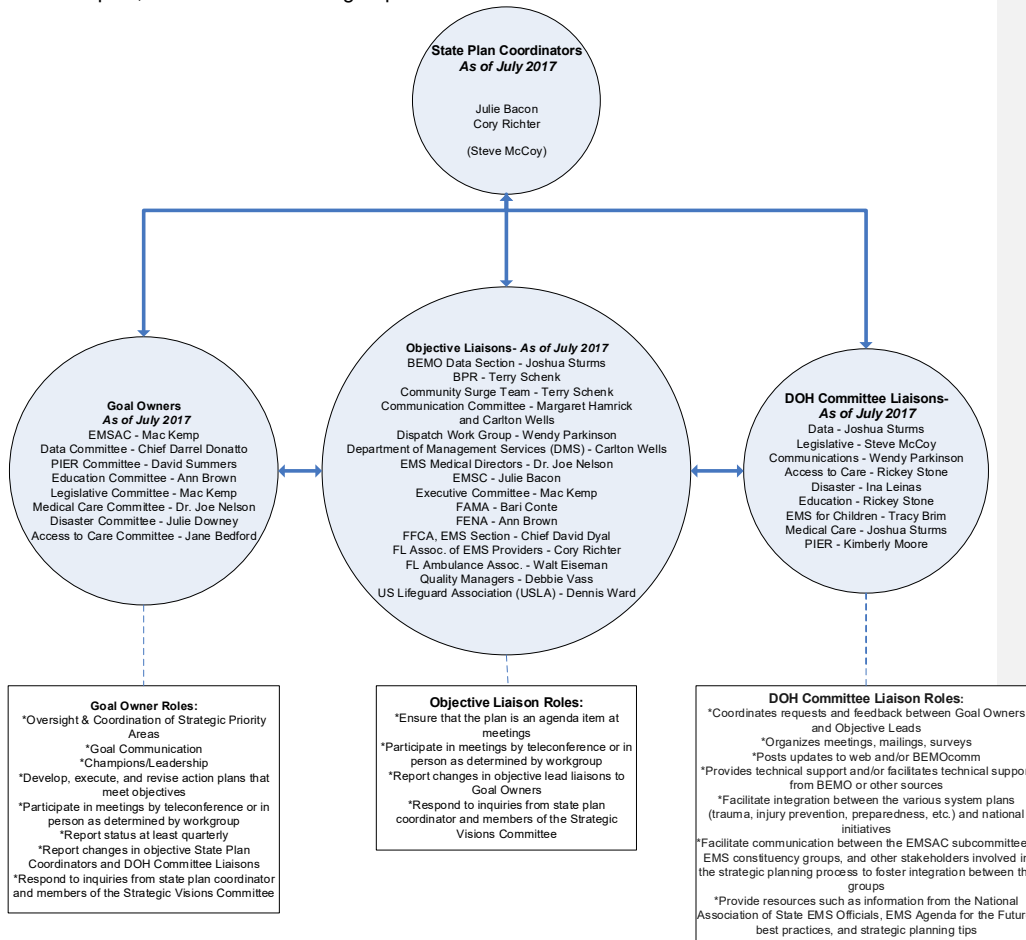 State Plan Coordinators
As of July 2017
Julie Bacon
Cory Richter
(Steve McCoy)
Goal Owners
As of July 2017
EMSAC - Mac Kemp
Data Committee - Chief Darrel Donatto
PIER Committee - David Summers
Education Committee - Ann Brown
Legislative Committee - Mac Kemp
Medical Care Committee - Dr. Joe Nelson
Disaster Committee - Julie Downey
Access to Care Committee - Jane Bedford
Objective Liaisons- As of July 2017
BEMO Data Section - Joshua Sturms
BPR - Terry Schenk
Community Surge Team - Terry Schenk
Communication Committee - Margaret Hamrick
and Carlton Wells
Dispatch Work Group - Wendy Parkinson
Department of Management Services (DMS) - Carlton Wells
EMS Medical Directors - Dr. Joe Nelson
EMSC - Julie Bacon
Executive Committee - Mac Kemp
FAMA - Bari Conte
FENA - Ann Brown
FFCA, EMS Section - Chief David Dyal
FL Assoc. of EMS Providers - Cory Richter
FL Ambulance Assoc. - Walt Eiseman
Quality Managers - Debbie Vass
US Lifeguard Association (USLA) - Dennis Ward
DOH Committee Liaisons-
As of July 2017
Data - Joshua Sturms
Legislative - Steve McCoy
Communications - Wendy Parkinson
Access to Care - Rickey Stone
Disaster - Ina Leinas
Education - Rickey Stone
EMS for Children - Tracy Brim
Medical Care - Joshua Sturms
PIER - Kimberly Moore
Goal Owner Roles:
*Oversight & Coordination of Strategic Priority
Areas
*Goal Communication
*Champions/Leadership
*Develop, execute, and revise action plans that
meet objectives
*Participate in meetings by teleconference or in
person as determined by workgroup
*Report status at least quarterly
*Report changes in objective State Plan
Coordinators and DOH Committee Liaisons
*Respond to inquiries from state plan coordinator
and members of the Strategic Visions Committee
Objective Liaison Roles:
*Ensure that the plan is an agenda item at
meetings
*Participate in meetings by teleconference or in
person as determined by workgroup
*Report changes in objective lead liaisons to
Goal Owners
*Respond to inquiries from state plan
coordinator and members of the Strategic
Visions Committee
DOH Committee Liaison Roles:
*Coordinates requests and feedback between Goal Owners
and Objective Leads
*Organizes meetings, mailings, surveys
*Posts updates to web and/or BEMOcomm
*Provides technical support and/or facilitates technical support
from BEMO or other sources
*Facilitate integration between the various system plans
(trauma, injury prevention, preparedness, etc.) and national
initiatives
*Facilitate communication between the EMSAC subcommittee
EMS constituency groups, and other stakeholders involved in
the strategic planning process to foster integration between th
groups
*Provide resources such as information from the National
Association of State EMS Officials, EMS Agenda for the Futur
best practices, and strategic planning tips